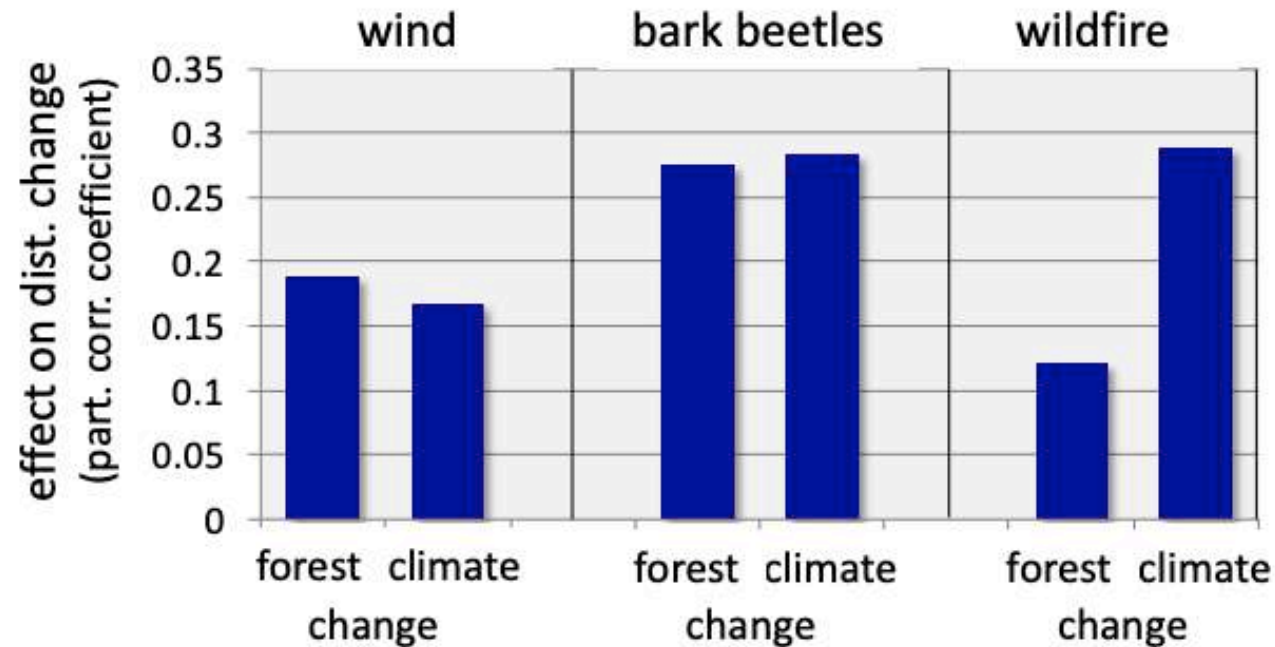 wind
bark beetles
wildfire
effect on dist. change
(part. corr. coefficient)
0.35
0.3
0.25
0.2
0.15
0.1
0.05
0
forest climate
change
forest climate
change
forest climate
change